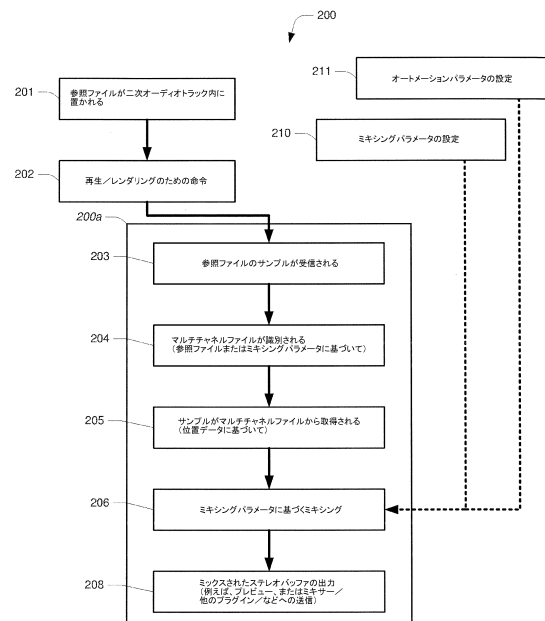 200
201
参照ファイルが二次オーディオトラック内に
置かれる
211
オートメーションパラメータの設定
210
ミキシングパラメータの設定
202
再生／レンダリングのための命令
200a
203
参照ファイルのサンプルが受信される
204
マルチチャネルファイルが識別される
（参照ファイルまたはミキシングパラメータに基づいて）
205
サンプルがマルチチャネルファイルから取得される
（位置データに基づいて）
206
ミキシングパラメータに基づくミキシング
208
ミックスされたステレオバッファの出力
（例えば、プレビュー、またはミキサー／
他のプラグイン／などへの送信）